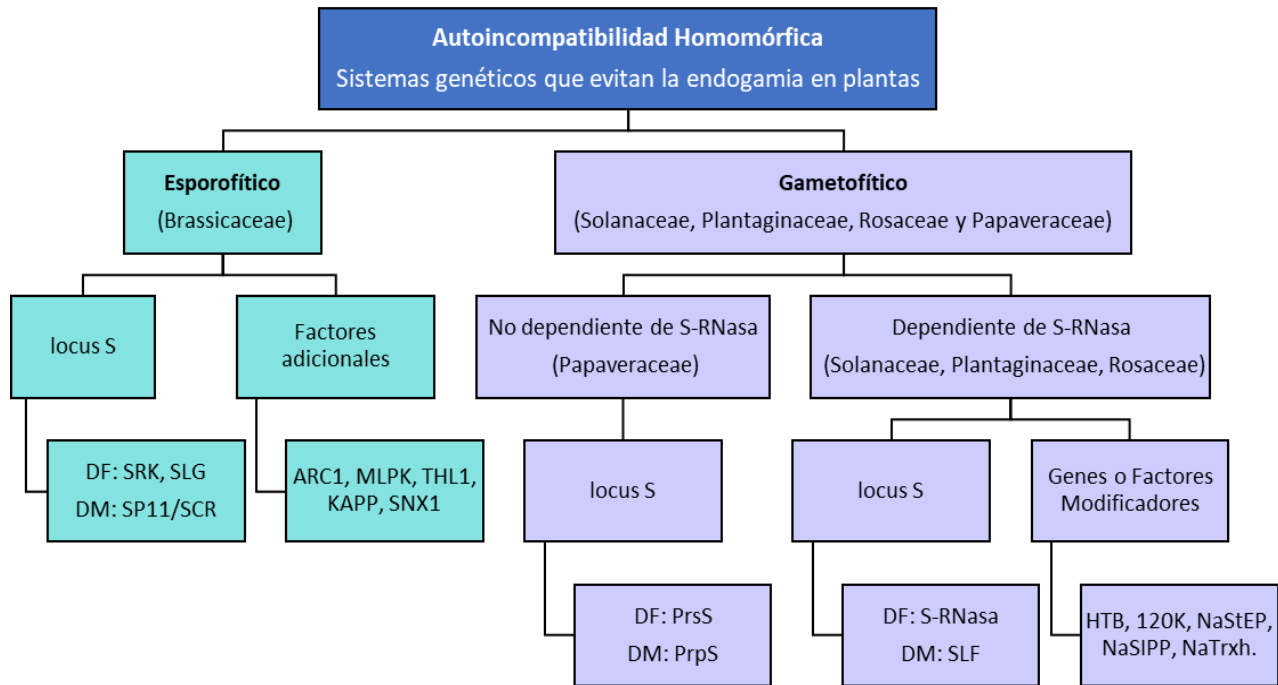 Autoincompatibilidad Homomórfica
Sistemas genéticos que evitan la endogamia en plantas
Esporofítico
(Brassicaceae)
Gametofítico
(Solanaceae, Plantaginaceae, Rosaceae y Papaveraceae)
locus S
Factores
adicionales
No dependiente de S-RNasa
(Papaveraceae)
Dependiente de S-RNasa
(Solanaceae, Plantaginaceae, Rosaceae)
DF: SRK, SLG
DM: SP11/SCR
ARC1, MLPK, THL1,
KAPP, SNX1
locus S
locus S
Genes o Factores
Modificadores
DF: PrsS
DM: PrpS
DF: S-RNasa
DM: SLF
HTB, 120K, NaStEP,
NaSIPP, NaTrxh.